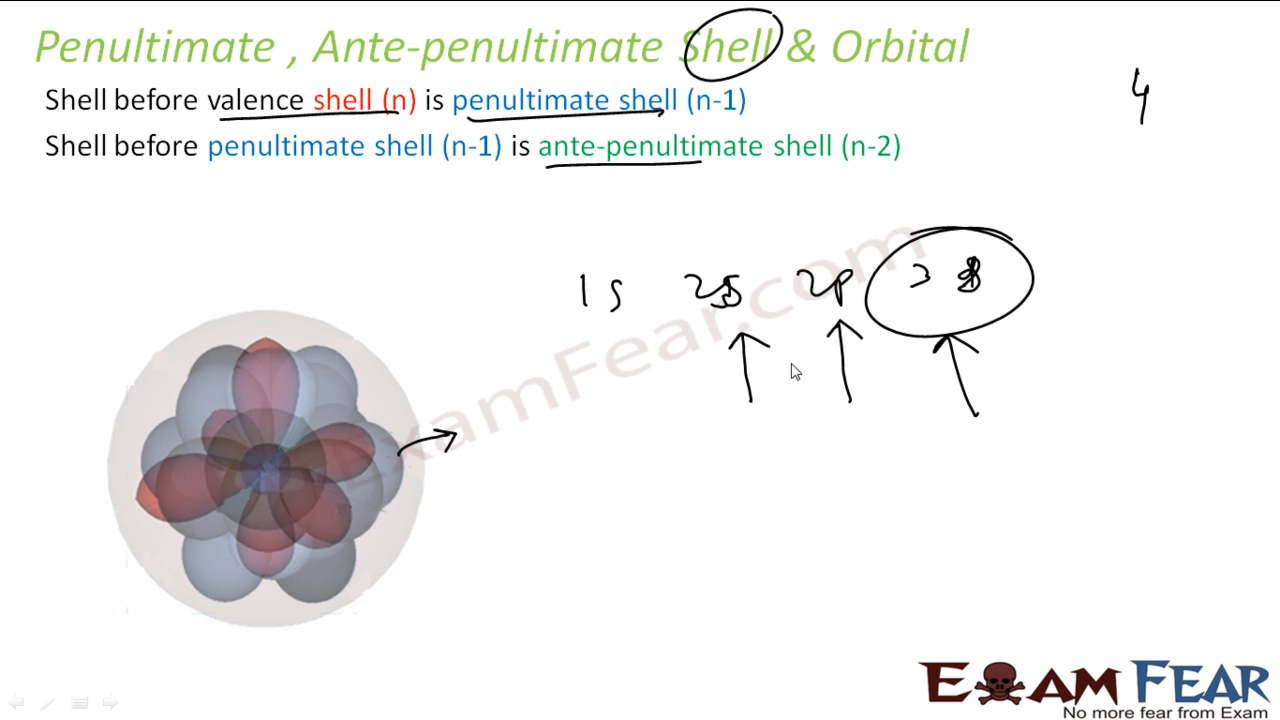 Penultimate , Ante-penultimate Shell & Orbital
Shell before valence shell (n) is penultimate shell (n-1)
4
Shell before penultimate shell (n-1) is ante-penultimate shell (n-2)
1s 2s 2p 3s
ExamFear.com
EXAM FEAR
No more fear from Exam